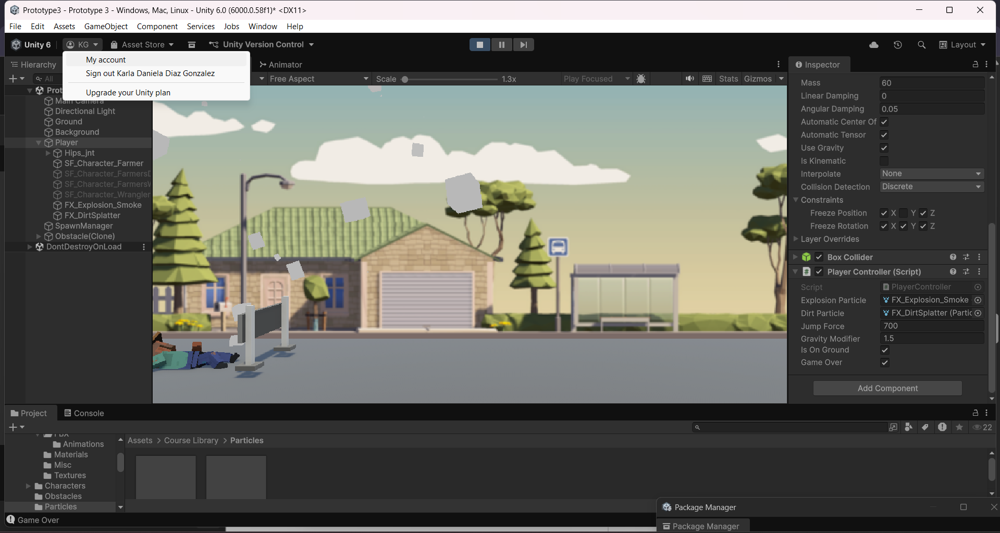 Prototype3 - Prototype 3 - Windows, Mac, Linux - Unity 6.0 (6000.0.58f1)* <DX11>
File Edit Assets GameObject Component Services Jobs Window Help
Unity 6 KG Asset Store Unity Version Control Layout
My account
Sign out Karla Daniela Diaz Gonzalez
Upgrade your Unity plan
Hierarchy
All
Main Camera
Directional Light
Ground
Background
Player
Hips_jnt
SF_Character_Farmer
SF_Character_Wrangler
FX_Explosion_Smoke
FX_DirtSplatter
SpawnManager
Obstacle(Clone)
DontDestroyOnLoad
Animator
Free Aspect Scale 1.3x Play Focused Stats Gizmos
Inspector
Mass 60
Linear Damping 0
Angular Damping 0.05
Automatic Center Of
Automatic Tensor
Use Gravity
Is Kinematic
Interpolate None
Collision Detection Discrete
Constraints
Freeze Position X Y Z
Freeze Rotation X Y Z
Layer Overrides
Box Collider
Player Controller (Script)
Script PlayerController
Explosion Particle FX_Explosion_Smoke
Dirt Particle FX_DirtSplatter (Partic
Jump Force 700
Gravity Modifier 1.5
Is On Ground
Game Over
Add Component
Project Console
22
FBX
Animations
Materials
Misc
Textures
Characters
Obstacles
Particles
Assets > Course Library > Particles
Game Over
Package Manager
Package Manager